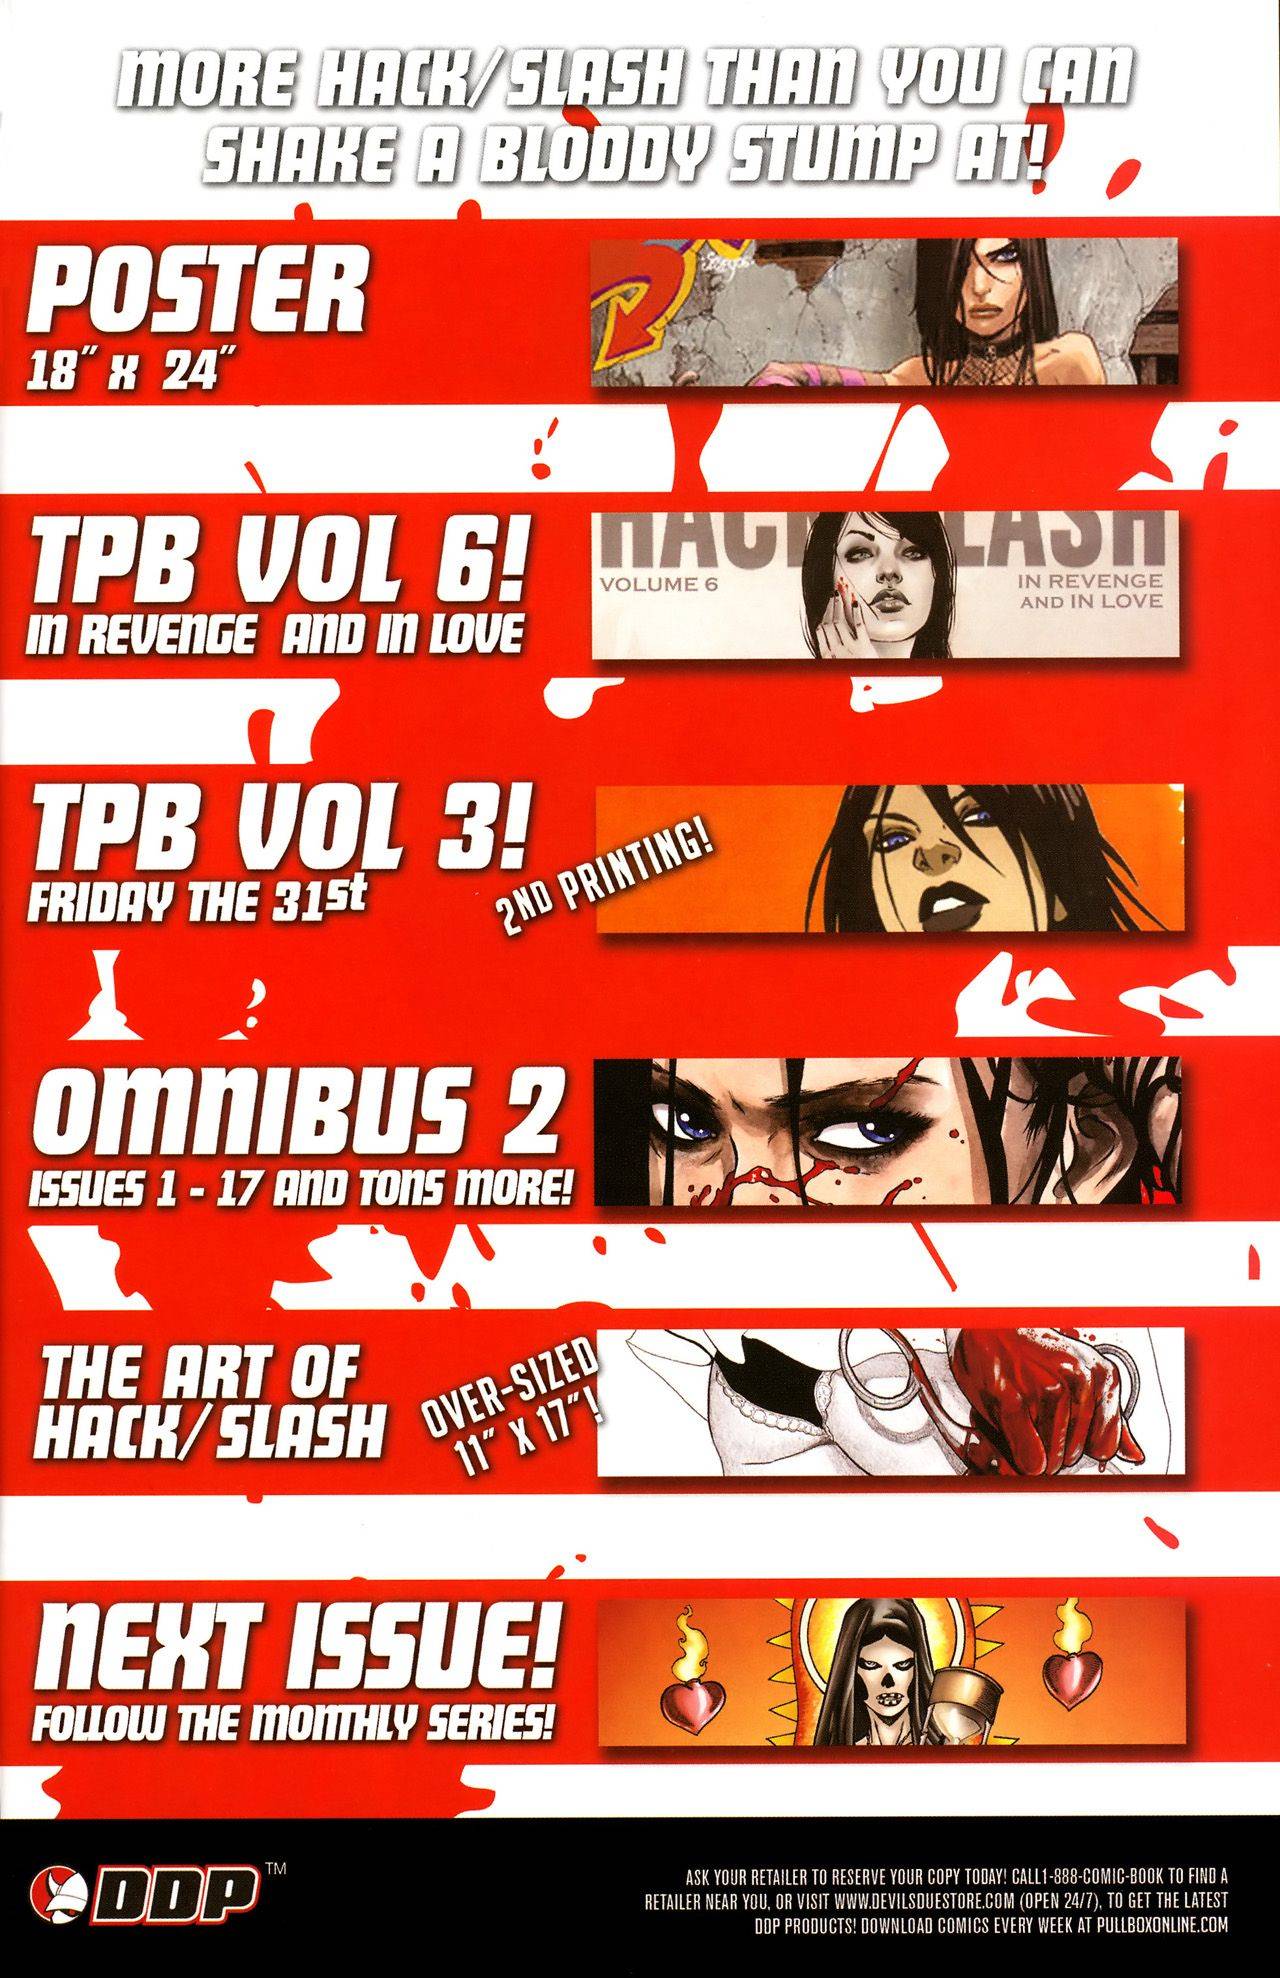 MORE HACK/SLASH THAN YOU CAN
SHAKE A BLOODY STUMP AT!
POSTER
18" X 24"
TPB VOL 6!
IN REVENGE AND IN LOVE
HACK SLASH
VOLUME 6
IN REVENGE
AND IN LOVE
TPB VOL 3!
FRIDAY THE 31st
2ND PRINTING!
OMNIBUS 2
ISSUES 1 - 17 AND TONS MORE!
THE ART OF
HACK/SLASH
OVER-SIZED
11" X 17"!
NEXT ISSUE!
FOLLOW THE MONTHLY SERIES!
DDP™
ASK YOUR RETAILER TO RESERVE YOUR COPY TODAY! CALL1-888-COMIC-BOOK TO FIND A
RETAILER NEAR YOU, OR VISIT WWW.DEVILSDUESTORE.COM (OPEN 24/7), TO GET THE LATEST
DDP PRODUCTS! DOWNLOAD COMICS EVERY WEEK AT PULLBOXONLINE.COM